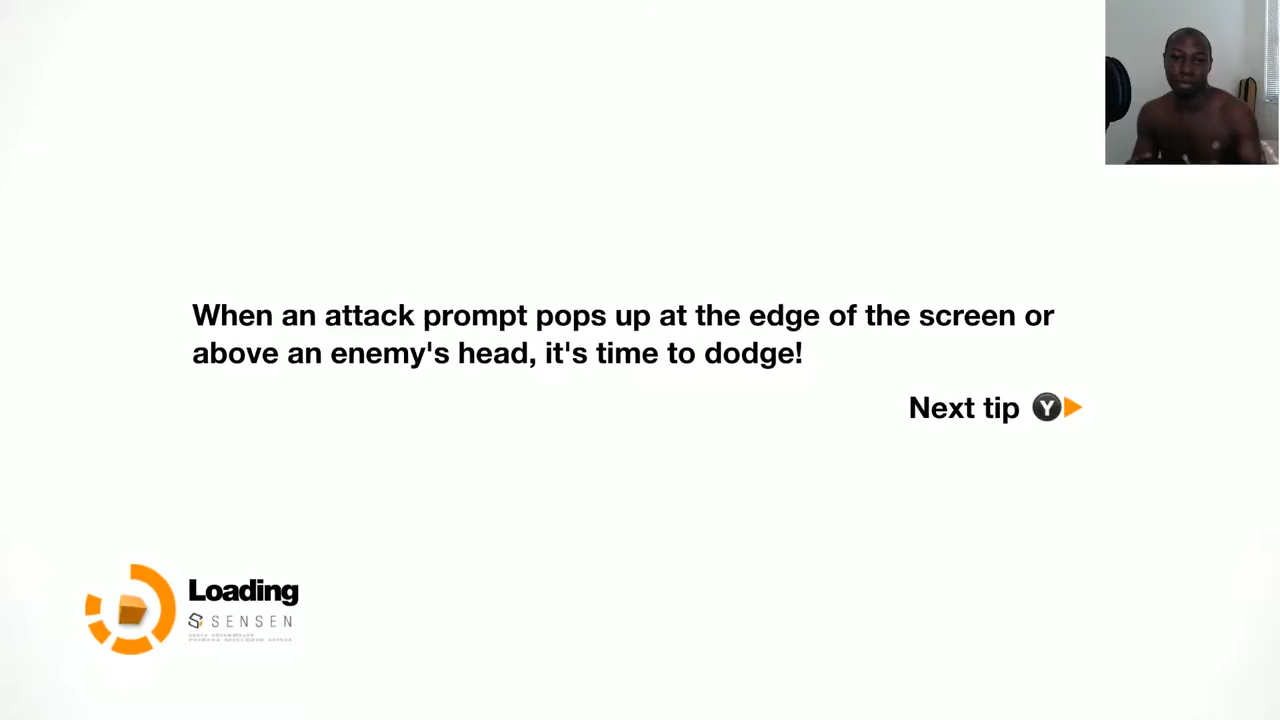 When an attack prompt pops up at the edge of the screen or
above an enemy's head, it's time to dodge!
Next tip Y
Loading
SENSEN